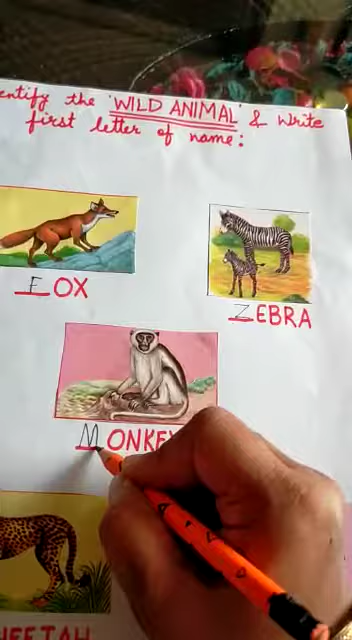 entify the 'WILD ANIMAL' & Write
first letter of name:
FOX
ZEBRA
MONKEY
HEETAH